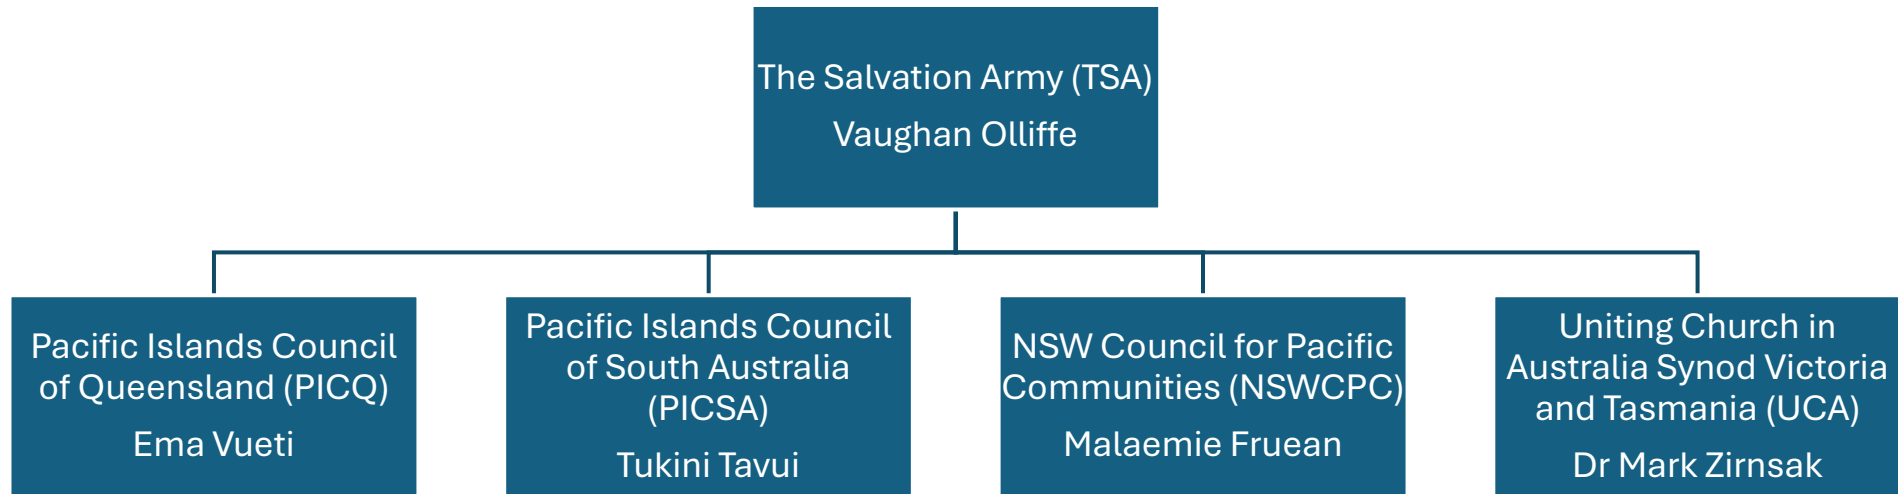 The Salvation Army (TSA)
Vaughan Olliffe
Pacific Islands Council
of Queensland (PICQ)
Ema Vueti
Pacific Islands Council
of South Australia
(PICSA)
Tukini Tavui
NSW Council for Pacific
Communities (NSWCPC)
Malaemie Fruean
Uniting Church in
Australia Synod Victoria
and Tasmania (UCA)
Dr Mark Zirnsak